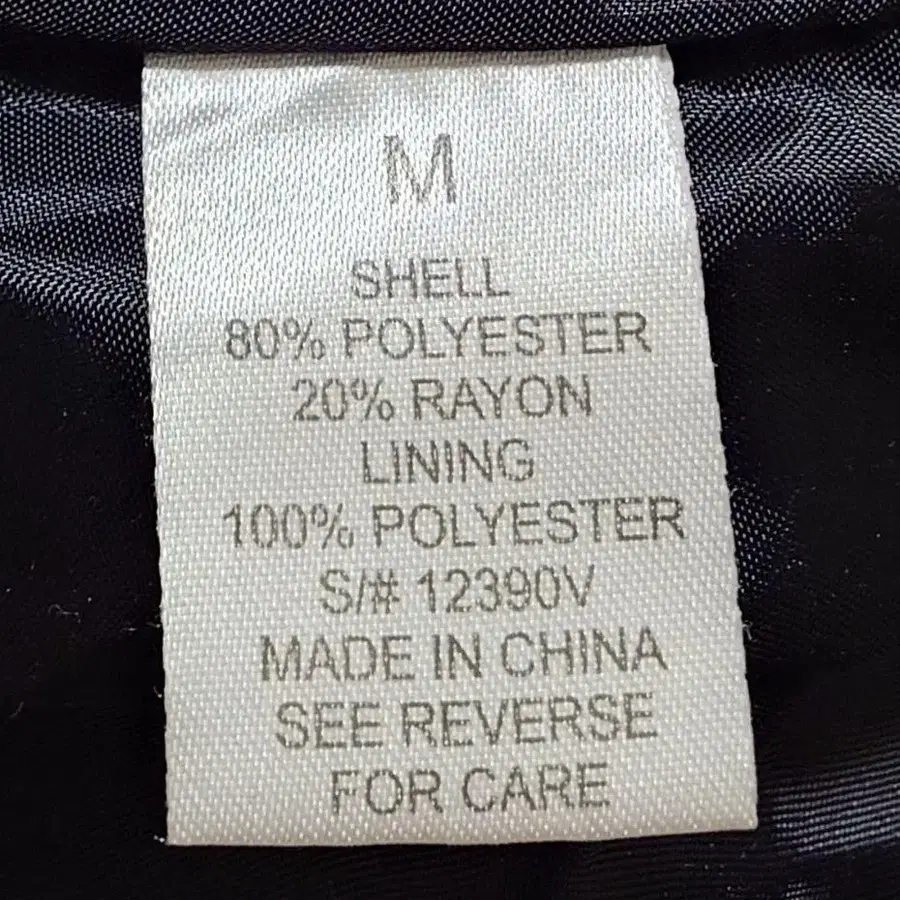 M
SHELL
80% POLYESTER
20% RAYON
LINING
100% POLYESTER
S/# 12390V
MADE IN CHINA
SEE REVERSE
FOR CARE